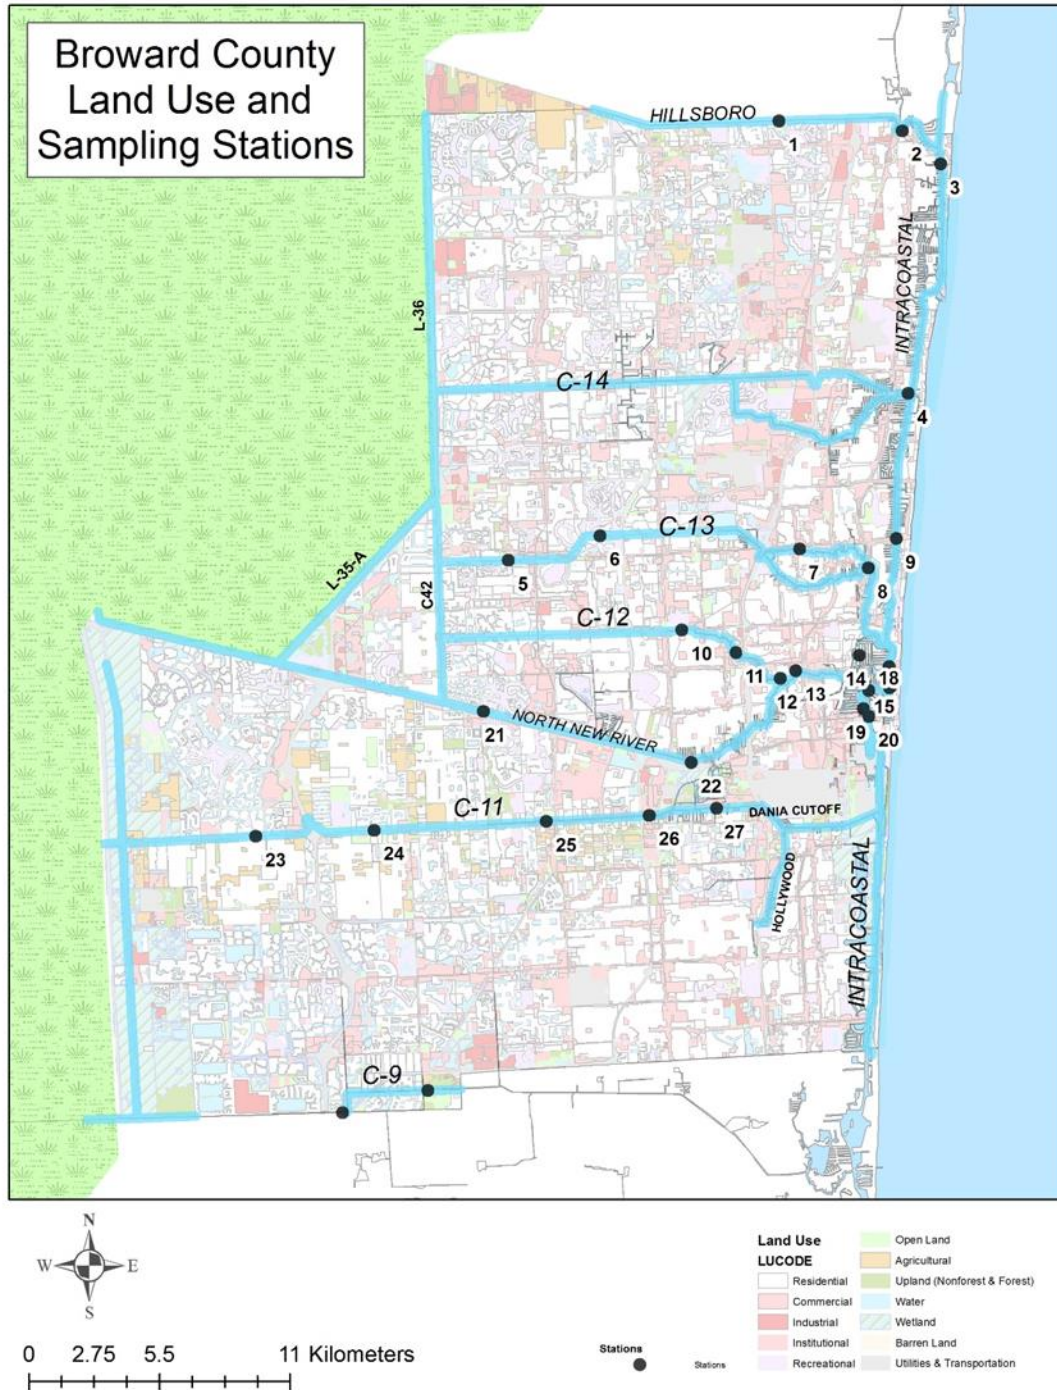 Broward County
Land Use and
Sampling Stations
HILLSBORO
1
2
3
INTRACOASTAL
L-36
C-14
4
C-13
5
6
7
8
9
L-35-A
C42
C-12
10
11
12
13
14
18
15
19
20
21
NORTH NEW RIVER
22
C-11
23
24
25
26
27
DANIA CUTOFF
HOLLYWOOD
INTRACOASTAL
C-9
N
W
E
S
0 2.75 5.5 11 Kilometers
Stations
Stations
Land Use
LUCODE
Residential
Commercial
Industrial
Institutional
Recreational
Open Land
Agricultural
Upland (Nonforest & Forest)
Water
Wetland
Barren Land
Utilities & Transportation